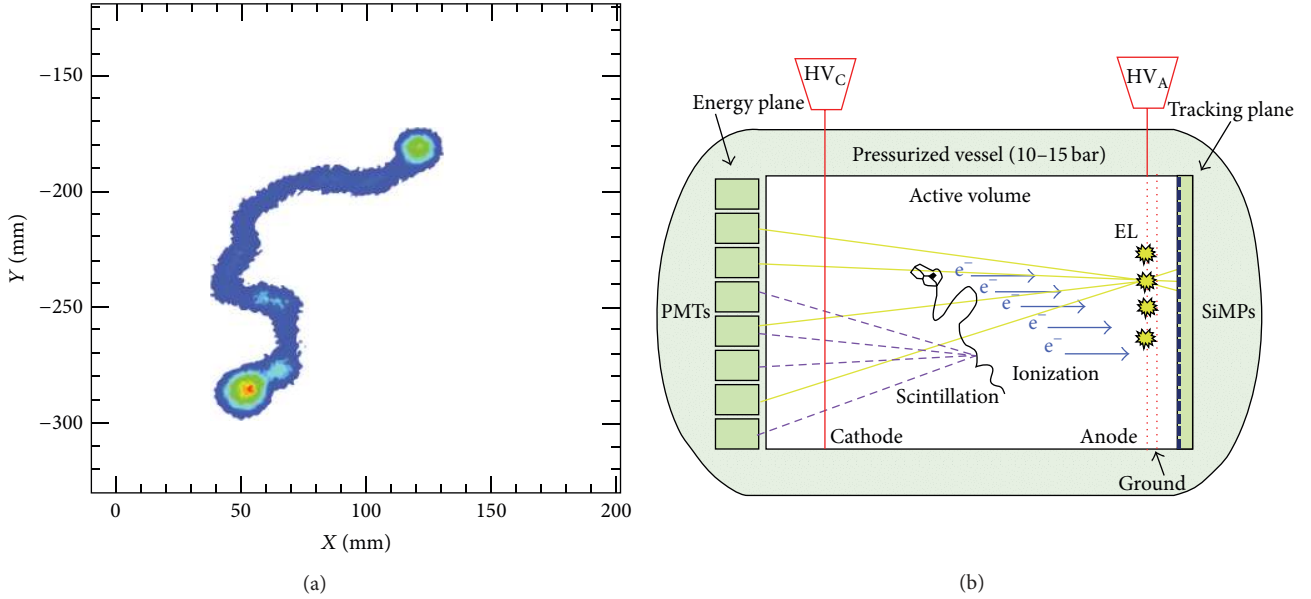 −150
−200
−250
−300
Y (mm)
0
50
100
150
200
X (mm)
(a)
HV_C
HV_A
Energy plane
Tracking plane
Pressurized vessel (10–15 bar)
Active volume
EL
e⁻
e⁻
e⁻
e⁻
e⁻
PMTs
SiMPs
Ionization
Scintillation
Cathode
Anode
Ground
(b)